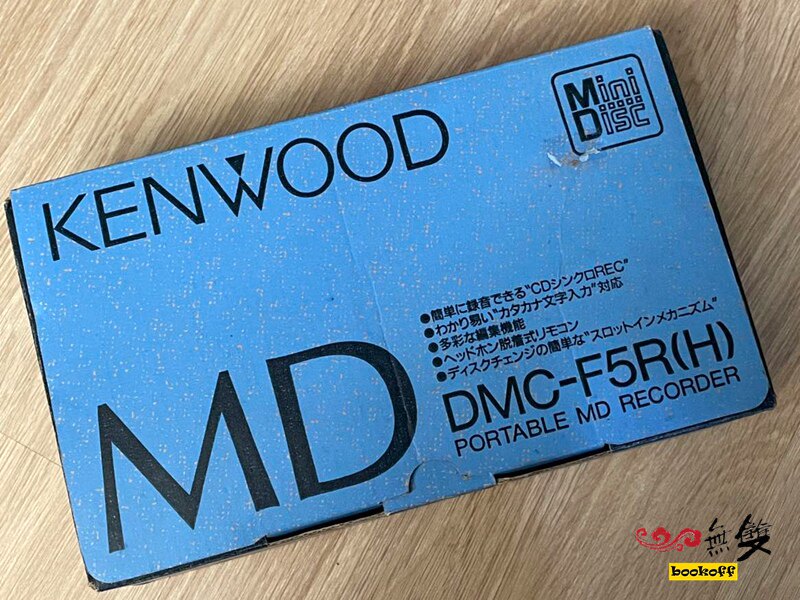 KENWOOD
Mini
Disc
MD
●簡単に録音できる"CDシンクロREC"
●わかり易い"カタカナ文字入力"対応
●多彩な編集機能
●ヘッドホン脱着式リモコン
●ディスクチェンジの簡単な"スロットインメカニズム"
DMC-F5R(H)
PORTABLE MD RECORDER
無雙
bookoff